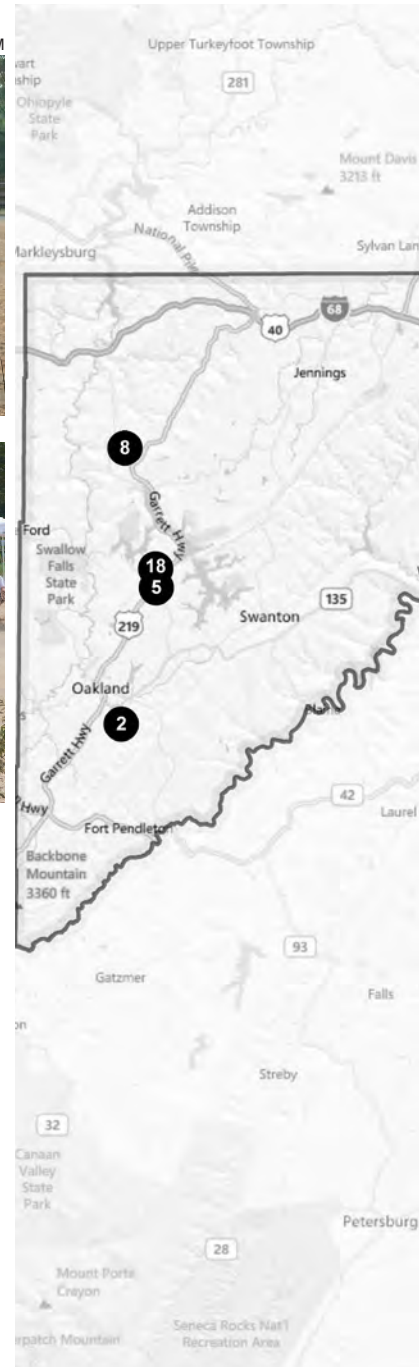 Upper Turkeyfoot Township
281
Ohiopyle
State
Park
Mount Davis
3213 ft
Addison
Township
National
Markleysburg
68
40
Jennings
8
Garrett Hwy
Ford
Swallow
Falls
State
Park
18
5
135
Swanton
219
Oakland
2
Garrett Hwy
42
Hwy
Laurel
Fort Pendleton
Backbone
Mountain
3360 ft
93
Gatzmer
Falls
Streby
32
Canaan
Valley
State
Park
Petersburg
28
Mount Porte
Crayon
Seneca Rocks Nat'l
Recreation Area
Mountain